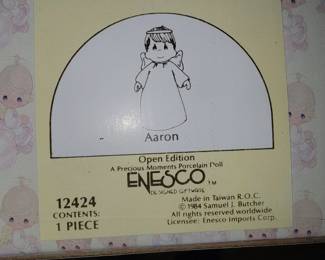 Aaron
Open Edition
A Precious Moments Porcelain Doll
ENESCO TM
DESIGNED GIFTWARE
12424
CONTENTS:
1 PIECE
Made in Taiwan R.O.C.
© 1984 Samuel J. Butcher
All rights reserved worldwide
Licensee: Enesco Imports Corp.